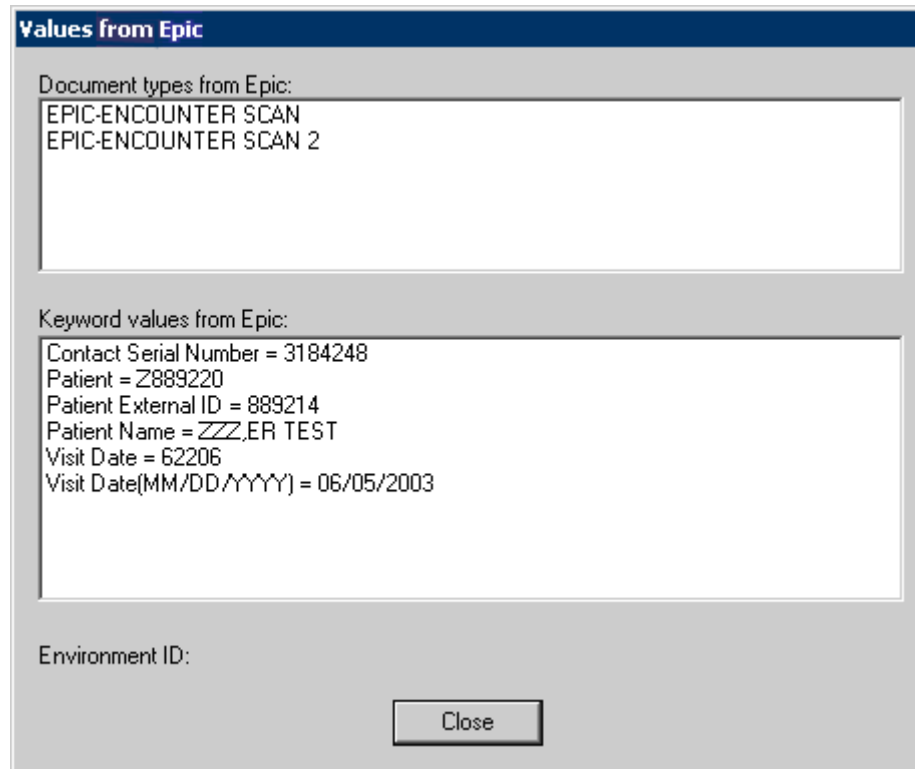 Values from Epic
Document types from Epic:
EPIC-ENCOUNTER SCAN
EPIC-ENCOUNTER SCAN 2
Keyword values from Epic:
Contact Serial Number = 3184248
Patient = Z889220
Patient External ID = 889214
Patient Name = ZZZ,ER TEST
Visit Date = 62206
Visit Date(MM/DD/YYYY) = 06/05/2003
Environment ID:
Close